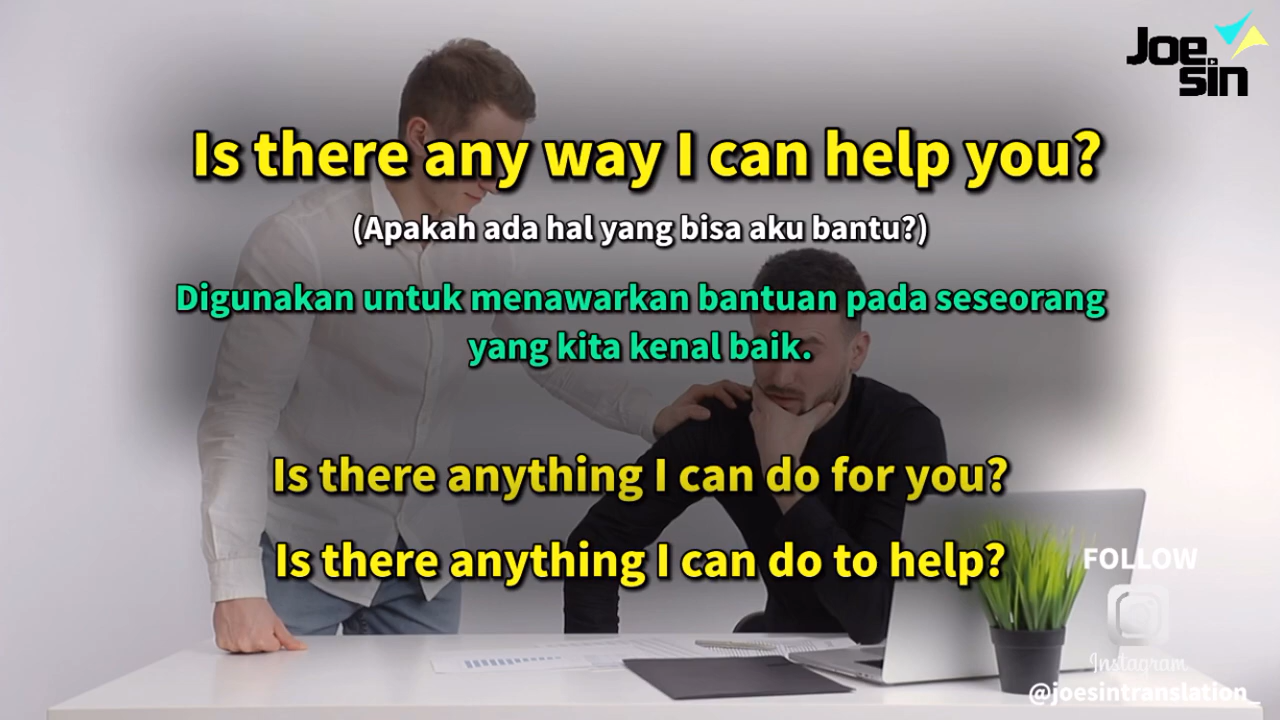 Joe
sin
Is there any way I can help you?
(Apakah ada hal yang bisa aku bantu?)
Digunakan untuk menawarkan bantuan pada seseorang
yang kita kenal baik.
Is there anything I can do for you?
Is there anything I can do to help?
FOLLOW
Instagram
@joesintranslation_